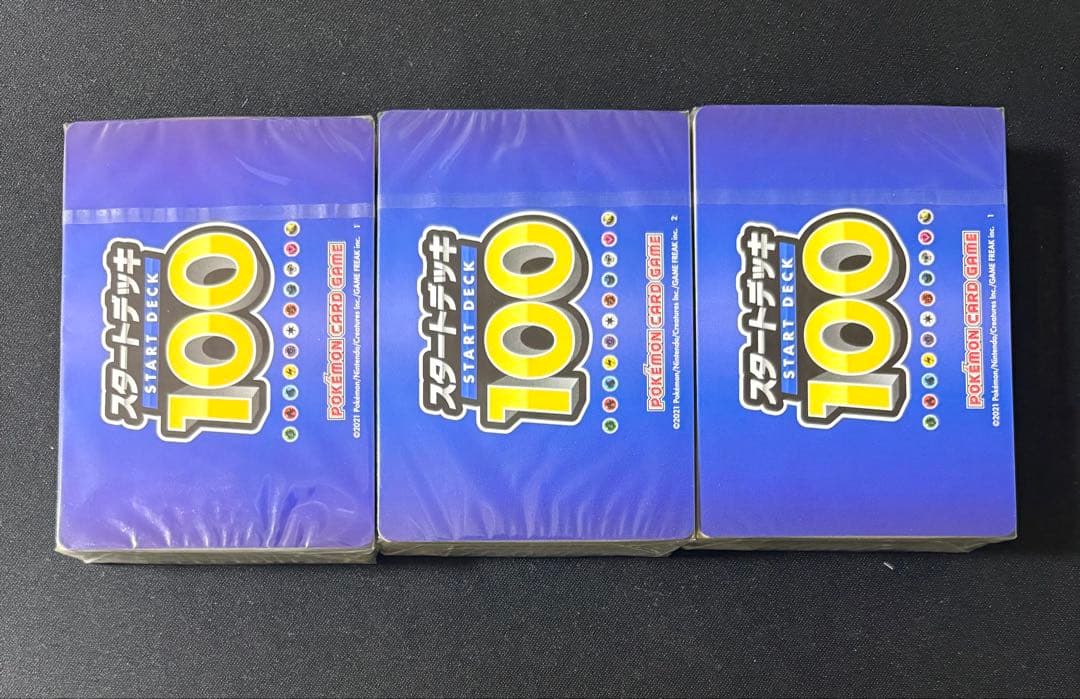 スタートデッキ
START DECK
100
POKÉMON CARD GAME
©2021 Pokémon/Nintendo/Creatures Inc./GAME FREAK inc. 1
スタートデッキ
START DECK
100
POKÉMON CARD GAME
©2021 Pokémon/Nintendo/Creatures Inc./GAME FREAK inc. 2
スタートデッキ
START DECK
100
POKÉMON CARD GAME
©2021 Pokémon/Nintendo/Creatures Inc./GAME FREAK inc. 1